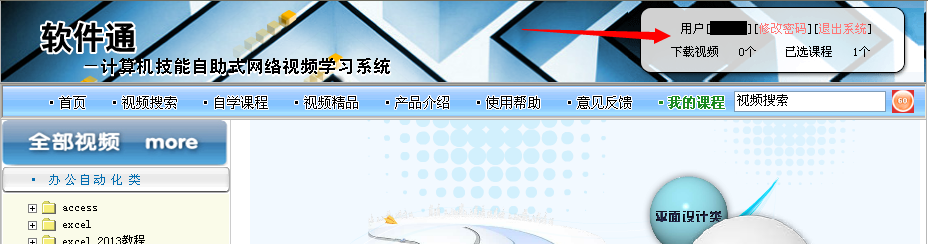 软件通
—计算机技能自助式网络视频学习系统
用户[ ][修改密码][退出系统]
下载视频 0个 已选课程 1个
· 首页 · 视频搜索 · 自学课程 · 视频精品 · 产品介绍 · 使用帮助 · 意见反馈 · 我的课程 视频搜索 GO
全部视频 more
· 办公自动化类
access
excel
excel 2013教程
平面设计类